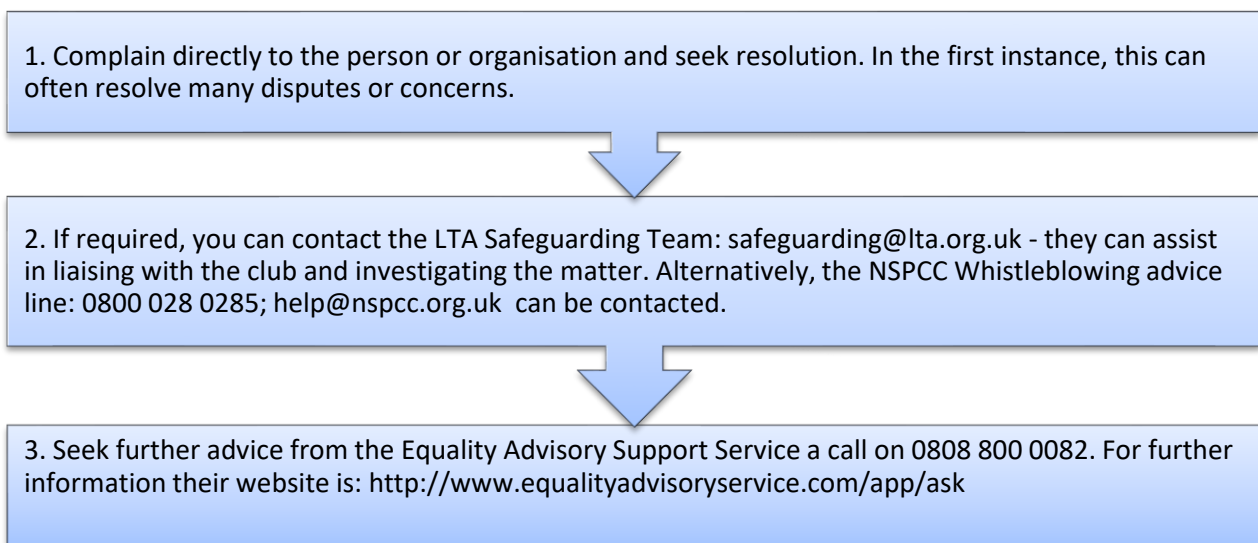 1. Complain directly to the person or organisation and seek resolution. In the first instance, this can
often resolve many disputes or concerns.
2. If required, you can contact the LTA Safeguarding Team: safeguarding@lta.org.uk - they can assist
in liaising with the club and investigating the matter. Alternatively, the NSPCC Whistleblowing advice
line: 0800 028 0285; help@nspcc.org.uk can be contacted.
3. Seek further advice from the Equality Advisory Support Service a call on 0808 800 0082. For further
information their website is: http://www.equalityadvisoryservice.com/app/ask